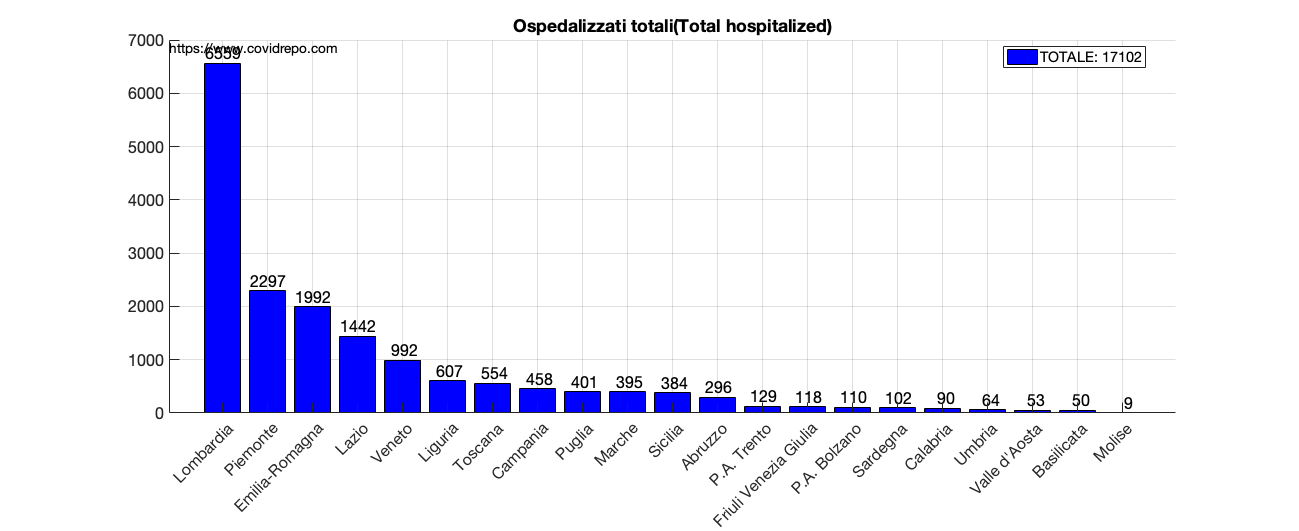 Ospedalizzati totali(Total hospitalized)
https://www.covidrepo.com
TOTALE: 17102
7000
6000
5000
4000
3000
2000
1000
0
6559
2297
1992
1442
992
607
554
458
401
395
384
296
129
118
110
102
90
64
53
50
9
Lombardia
Piemonte
Emilia-Romagna
Lazio
Veneto
Liguria
Toscana
Campania
Puglia
Marche
Sicilia
Abruzzo
P.A. Trento
Friuli Venezia Giulia
P.A. Bolzano
Sardegna
Calabria
Umbria
Valle d'Aosta
Basilicata
Molise